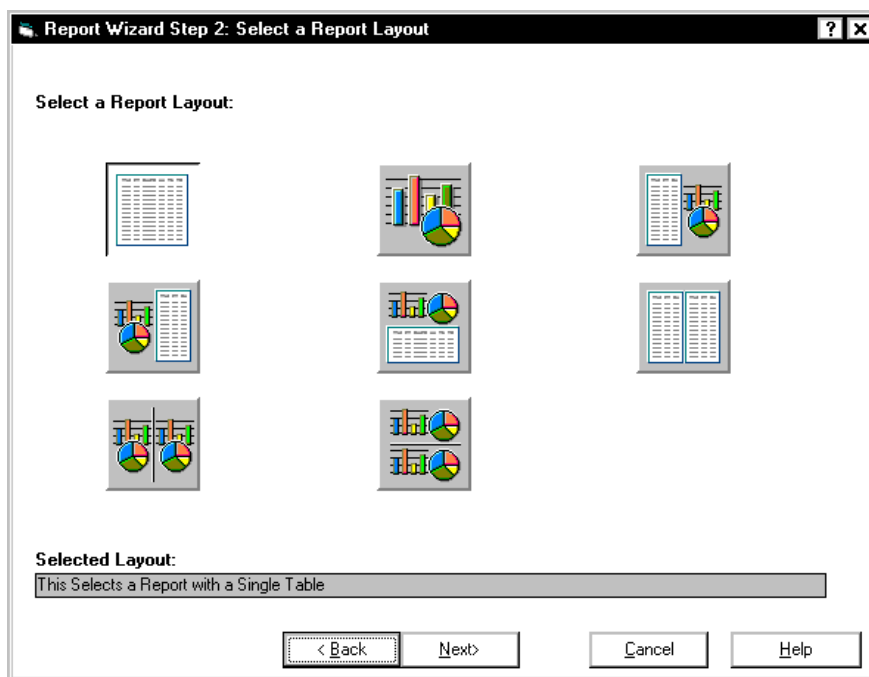 Report Wizard Step 2: Select a Report Layout
Select a Report Layout:
Selected Layout:
This Selects a Report with a Single Table
< Back Next> Cancel Help